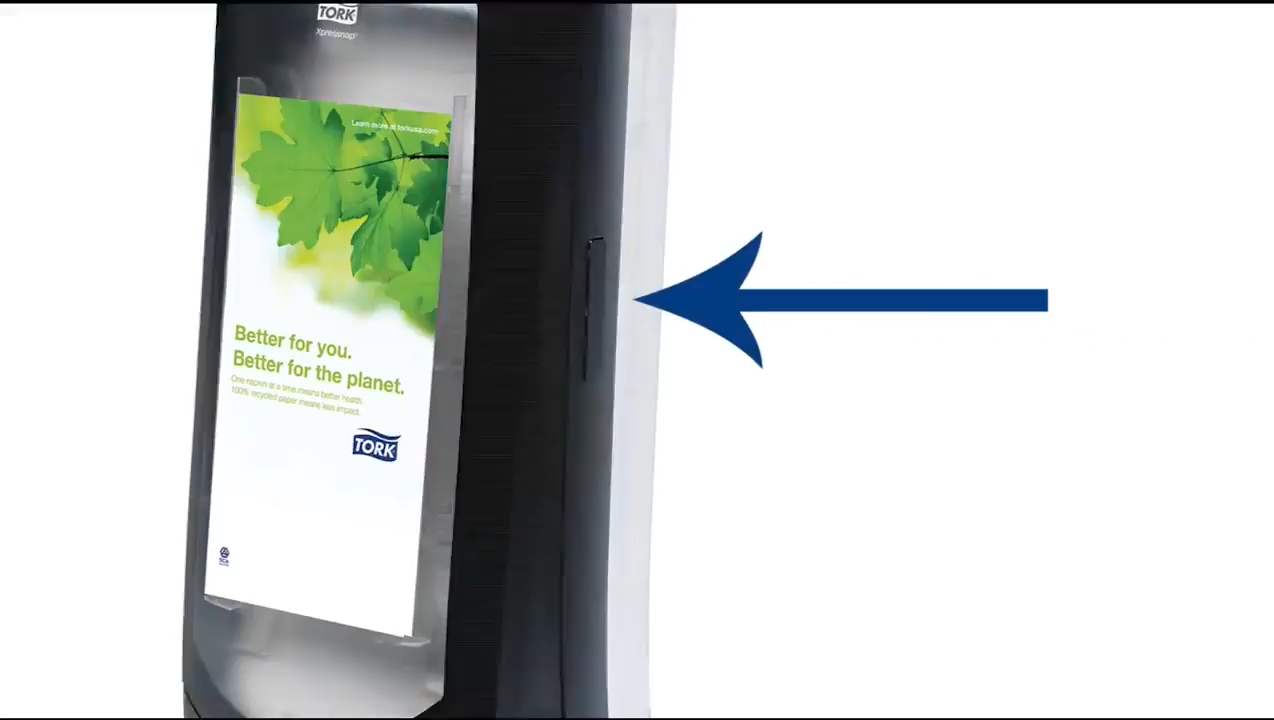 TORK
Xpressnap®
Learn more at torkusa.com
Better for you.
Better for the planet.
One napkin at a time means better health.
100% recycled paper means less impact.
TORK
SCA